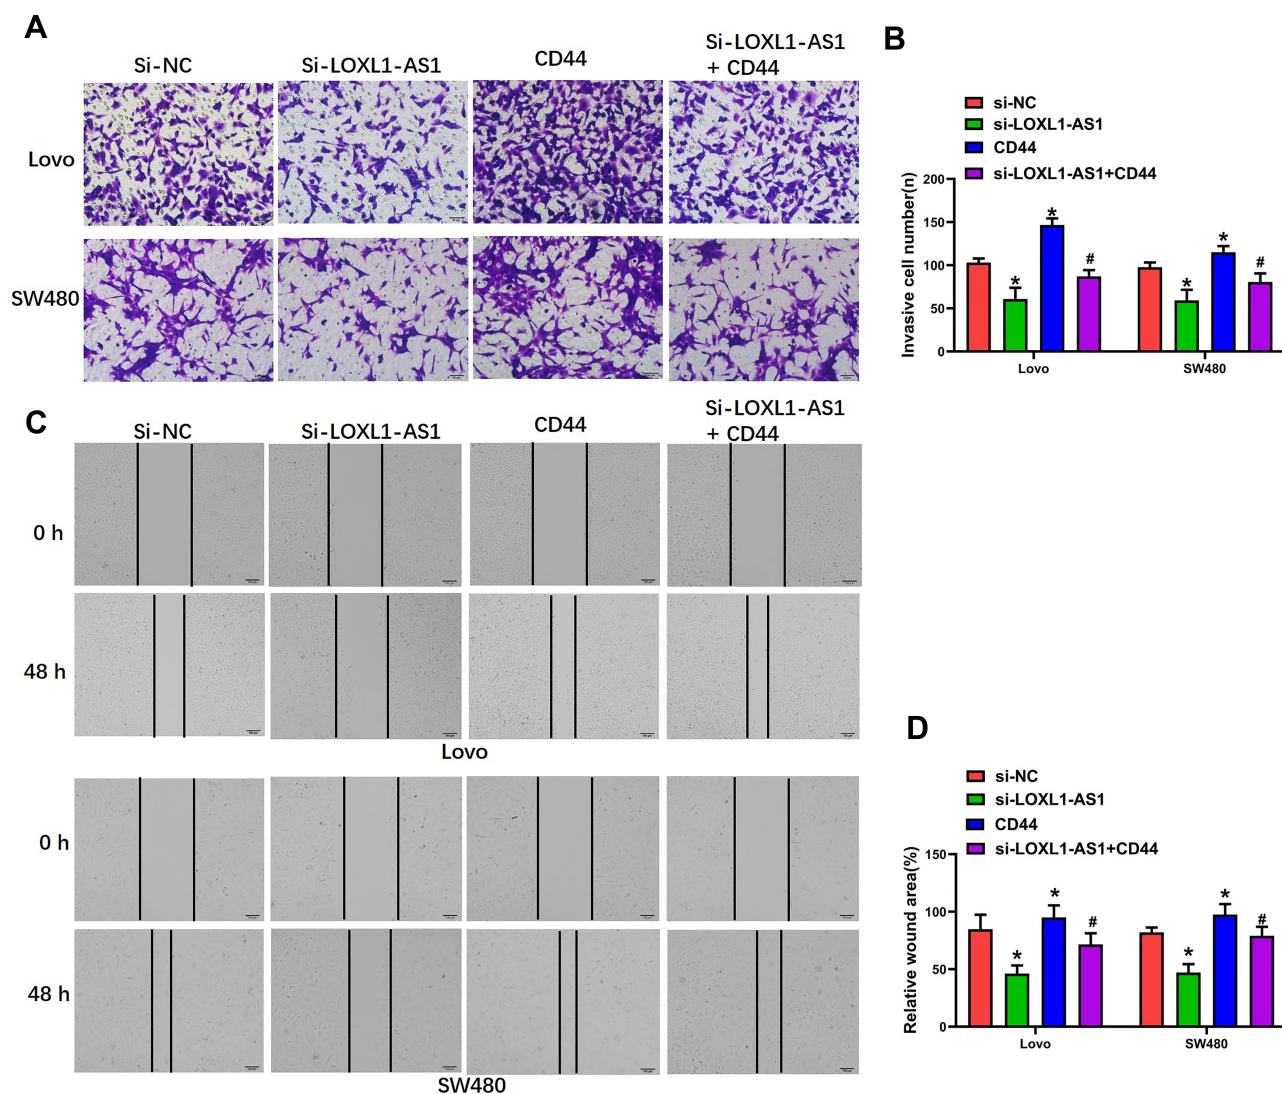 A
Si-NC
Si-LOXL1-AS1
CD44
Si-LOXL1-AS1
+ CD44
Lovo
SW480
B
si-NC
si-LOXL1-AS1
CD44
si-LOXL1-AS1+CD44
Invasive cell number(n)
200
150
100
50
0
*
*
#
*
*
#
Lovo
SW480
C
Si-NC
Si-LOXL1-AS1
CD44
Si-LOXL1-AS1
+ CD44
0 h
48 h
Lovo
0 h
48 h
SW480
D
si-NC
si-LOXL1-AS1
CD44
si-LOXL1-AS1+CD44
Relative wound area(%)
150
100
50
0
*
*
#
*
*
#
Lovo
SW480